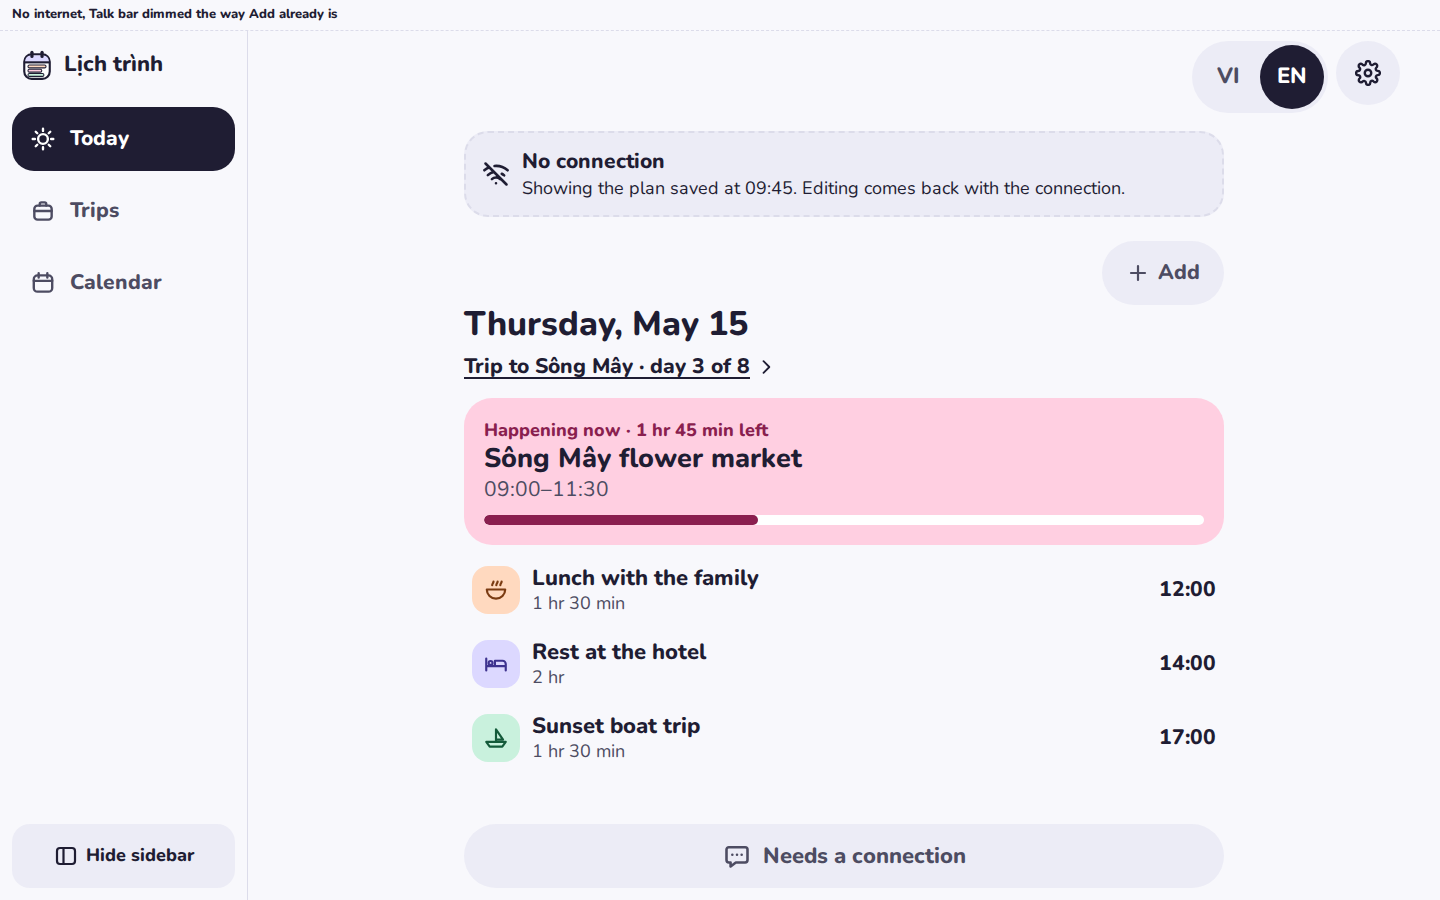 No internet, Talk bar dimmed the way Add already is
Lịch trình
VI
EN
Today
Trips
Calendar
No connection
Showing the plan saved at 09:45. Editing comes back with the connection.
Add
Thursday, May 15
Trip to Sông Mây · day 3 of 8
Happening now · 1 hr 45 min left
Sông Mây flower market
09:00–11:30
Lunch with the family
1 hr 30 min
12:00
Rest at the hotel
2 hr
14:00
Sunset boat trip
1 hr 30 min
17:00
Hide sidebar
Needs a connection